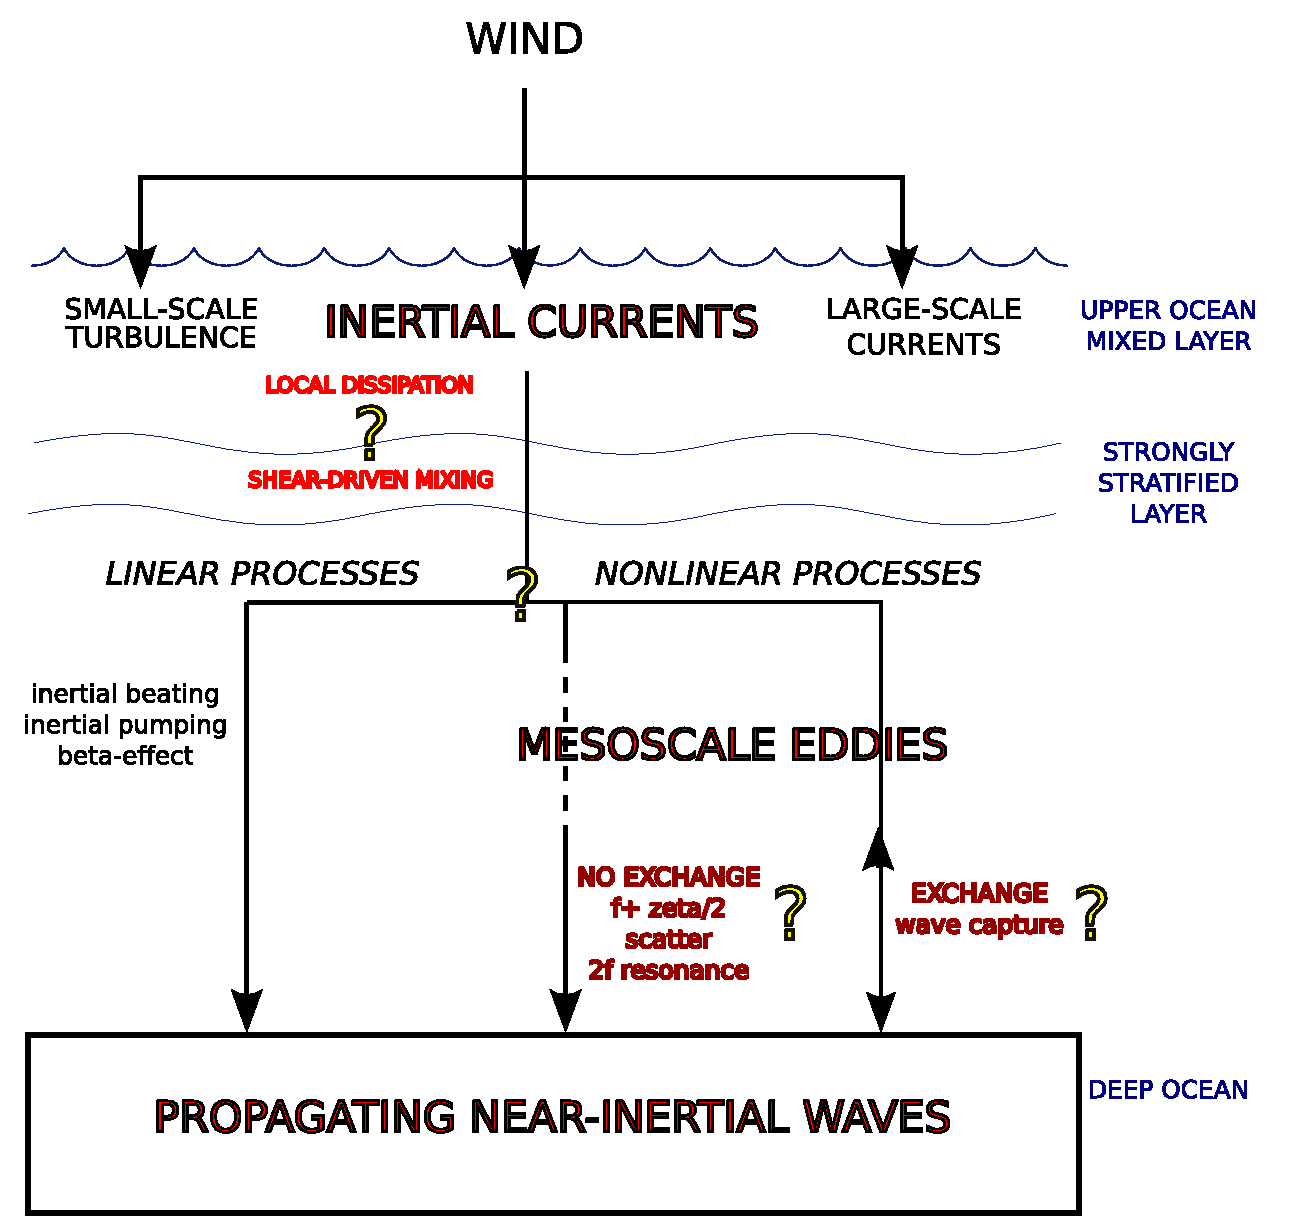 WIND
SMALL-SCALE
TURBULENCE
INERTIAL CURRENTS
LARGE-SCALE
CURRENTS
UPPER OCEAN
MIXED LAYER
LOCAL DISSIPATION
?
SHEAR-DRIVEN MIXING
STRONGLY
STRATIFIED
LAYER
LINEAR PROCESSES
?
NONLINEAR PROCESSES
inertial beating
inertial pumping
beta-effect
MESOSCALE EDDIES
NO EXCHANGE
f+ zeta/2
scatter
2f resonance
?
EXCHANGE
wave capture
?
PROPAGATING NEAR-INERTIAL WAVES
DEEP OCEAN